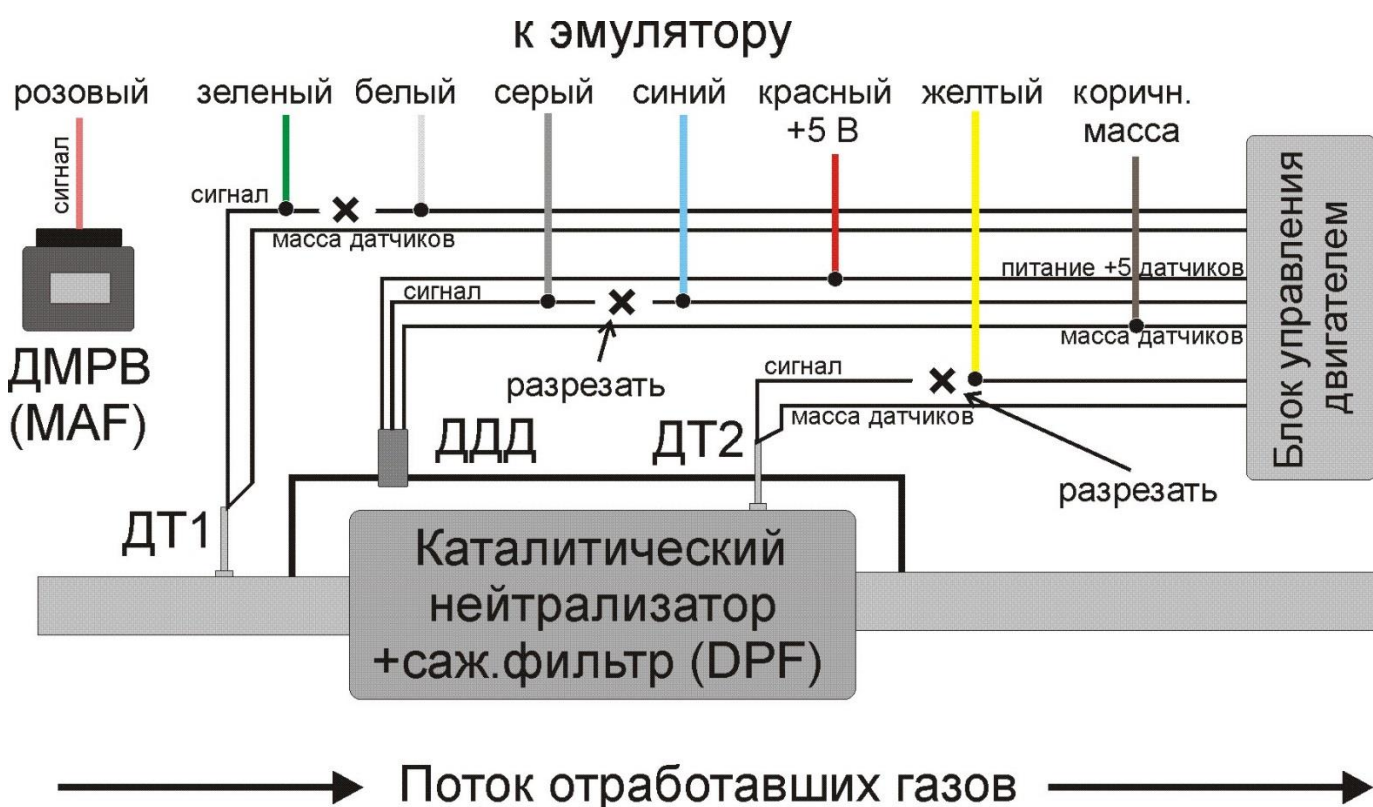 к эмулятору
розовый
зеленый
белый
серый
синий
красный
+5 В
желтый
коричн.
масса
сигнал
сигнал
масса датчиков
питание +5 датчиков
сигнал
масса датчиков
разрезать
сигнал
масса датчиков
разрезать
Блок управления
двигателем
ДМРВ
(MAF)
ДДД
ДТ2
ДТ1
Каталитический
нейтрализатор
+саж.фильтр (DPF)
Поток отработавших газов